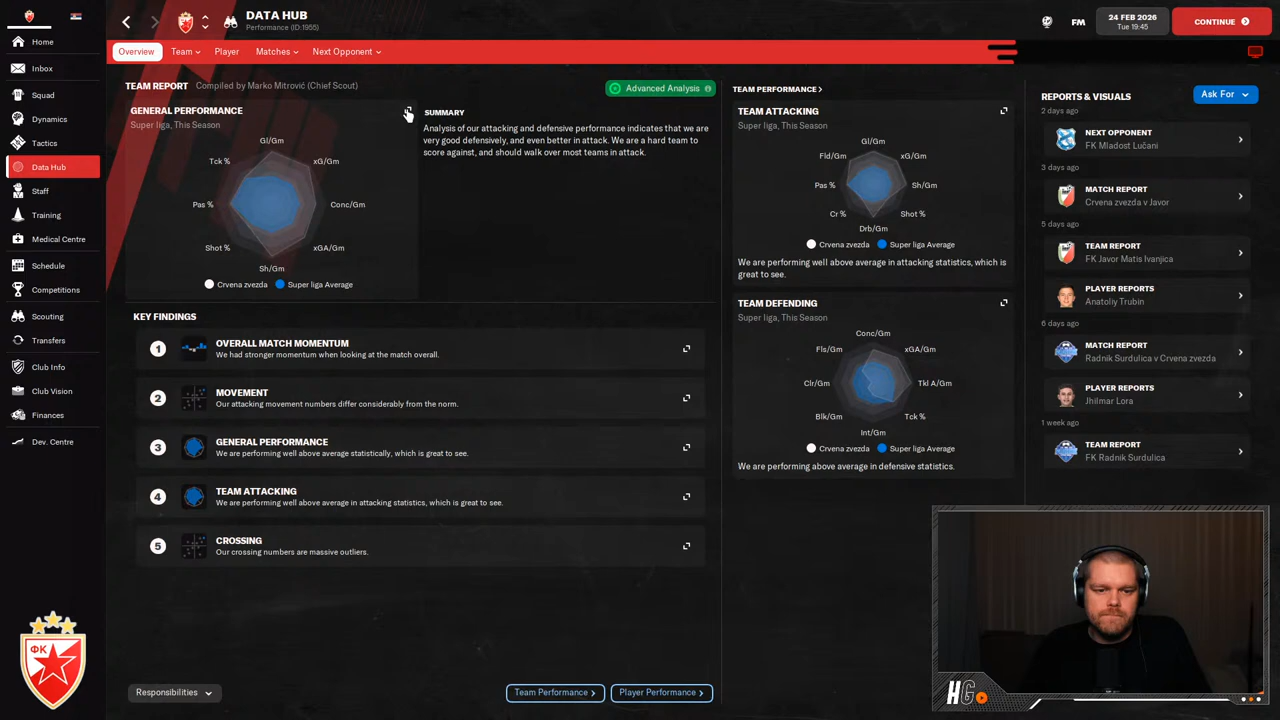 DATA HUB
Performance (ID:1955)
FM
24 FEB 2026
Tue 19:45
CONTINUE
Home
Inbox
Squad
Dynamics
Tactics
Data Hub
Staff
Training
Medical Centre
Schedule
Competitions
Scouting
Transfers
Club Info
Club Vision
Finances
Dev. Centre
Overview
Team
Player
Matches
Next Opponent
TEAM REPORT Compiled by Marko Mitrović (Chief Scout)
Advanced Analysis
GENERAL PERFORMANCE
Super liga, This Season
Gl/Gm
xG/Gm
Conc/Gm
xGA/Gm
Sh/Gm
Shot %
Pas %
Tck %
Crvena zvezda
Super liga Average
SUMMARY
Analysis of our attacking and defensive performance indicates that we are
very good defensively, and even better in attack. We are a hard team to
score against, and should walk over most teams in attack.
KEY FINDINGS
1
OVERALL MATCH MOMENTUM
We had stronger momentum when looking at the match overall.
2
MOVEMENT
Our attacking movement numbers differ considerably from the norm.
3
GENERAL PERFORMANCE
We are performing well above average statistically, which is great to see.
4
TEAM ATTACKING
We are performing well above average in attacking statistics, which is great to see.
5
CROSSING
Our crossing numbers are massive outliers.
Responsibilities
Team Performance
Player Performance
TEAM PERFORMANCE
TEAM ATTACKING
Super liga, This Season
Gl/Gm
xG/Gm
Sh/Gm
Shot %
Drb/Gm
Cr %
Pas %
Fld/Gm
Crvena zvezda
Super liga Average
We are performing well above average in attacking statistics, which is
great to see.
TEAM DEFENDING
Super liga, This Season
Conc/Gm
xGA/Gm
Tkl A/Gm
Tck %
Int/Gm
Blk/Gm
Clr/Gm
Fls/Gm
Crvena zvezda
Super liga Average
We are performing above average in defensive statistics.
REPORTS & VISUALS
Ask For
2 days ago
NEXT OPPONENT
FK Mladost Lučani
3 days ago
MATCH REPORT
Crvena zvezda v Javor
5 days ago
TEAM REPORT
FK Javor Matis Ivanjica
PLAYER REPORTS
Anatoliy Trubin
6 days ago
MATCH REPORT
Radnik Surdulica v Crvena zvezda
PLAYER REPORTS
Jhilmar Lora
1 week ago
TEAM REPORT
FK Radnik Surdulica
ФК
HG